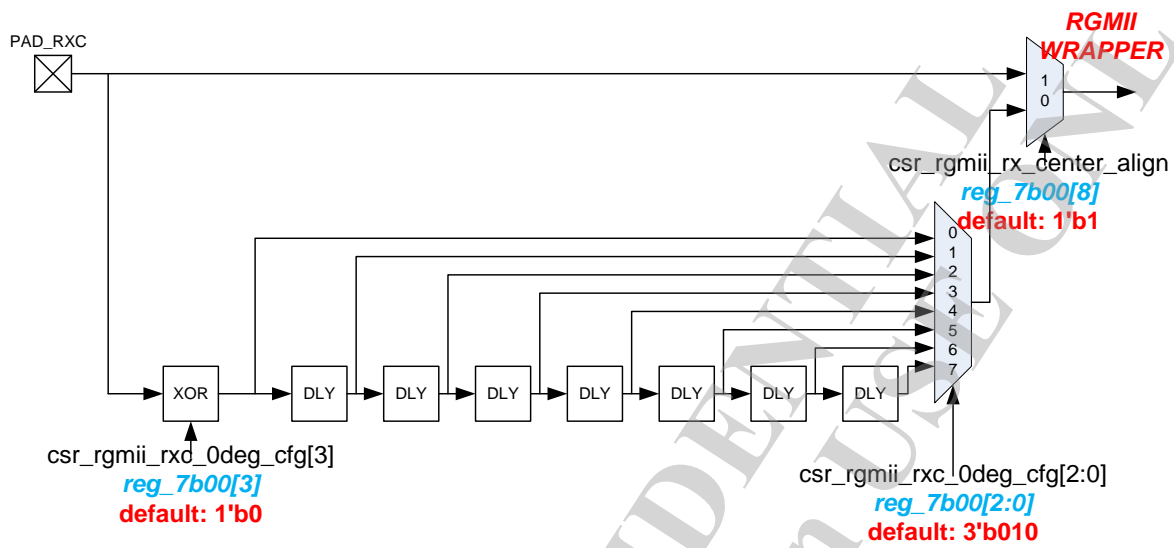 RGMII
WRAPPER
PAD_RXC
1
0
csr_rgmii_rx_center_align
reg_7b00[8]
default: 1'b1
0
1
2
3
4
5
6
7
XOR
DLY
DLY
DLY
DLY
DLY
DLY
DLY
csr_rgmii_rxc_0deg_cfg[3]
reg_7b00[3]
default: 1'b0
csr_rgmii_rxc_0deg_cfg[2:0]
reg_7b00[2:0]
default: 3'b010